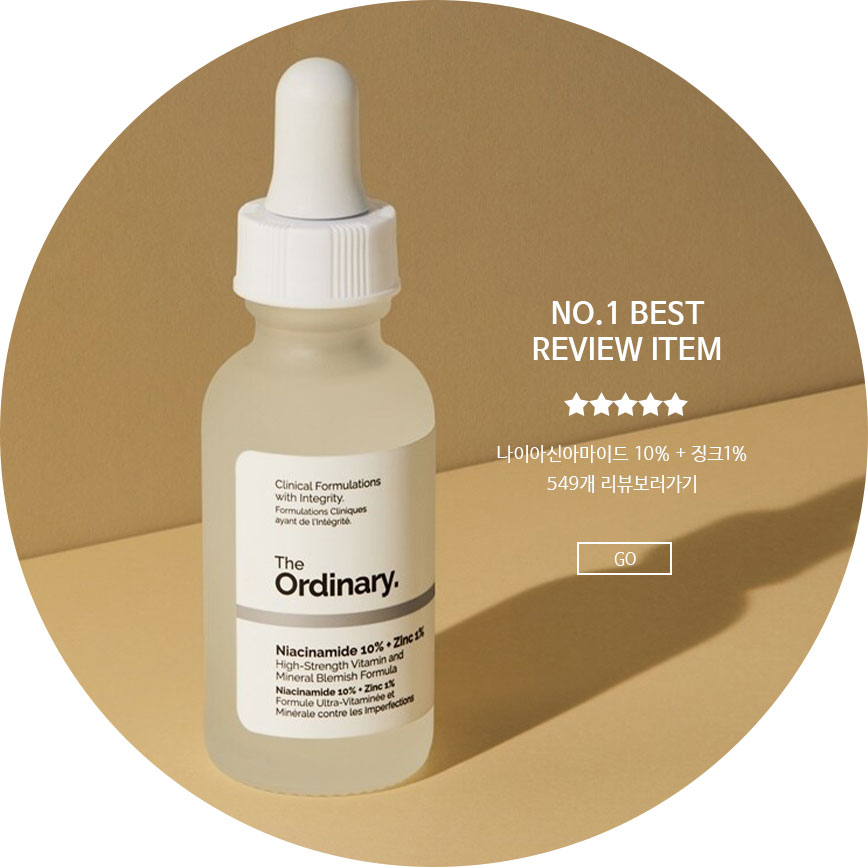 NO.1 BEST
REVIEW ITEM
★★★★★
나이아신아마이드 10% + 징크1%
549개 리뷰보러가기
GO
Clinical Formulations
with Integrity.
Formulations Cliniques
ayant de l'Intégrité.
The
Ordinary.
Niacinamide 10% + Zinc 1%
High-Strength Vitamin and
Mineral Blemish Formula
Niacinamide 10% + Zinc 1%
Formule Ultra-Vitaminée et
Minérale contre les Imperfections